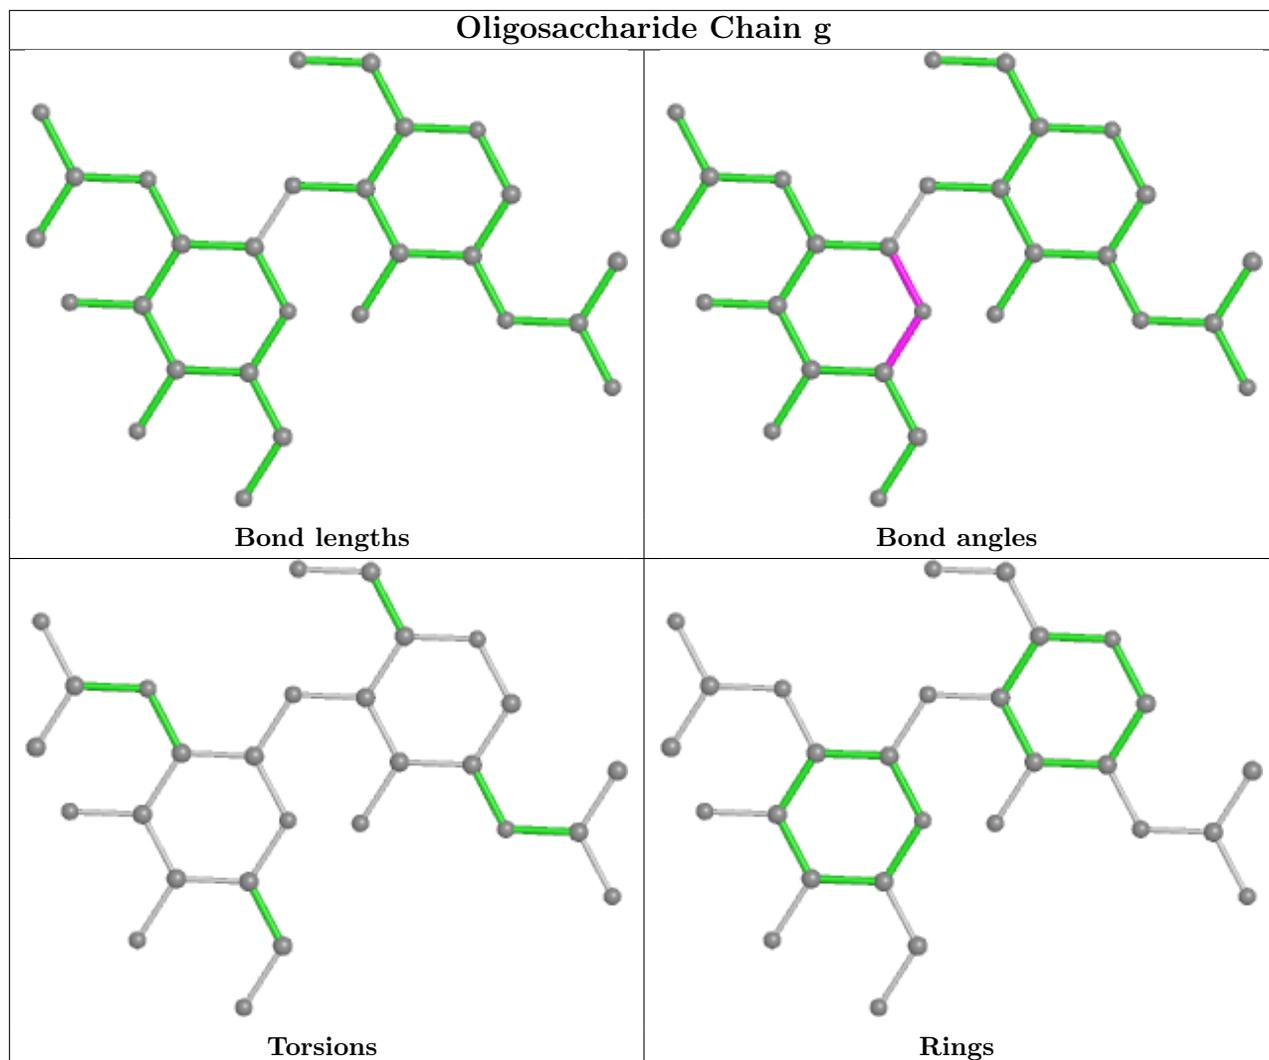 Oligosaccharide Chain g
Bond lengths
Bond angles
Torsions
Rings